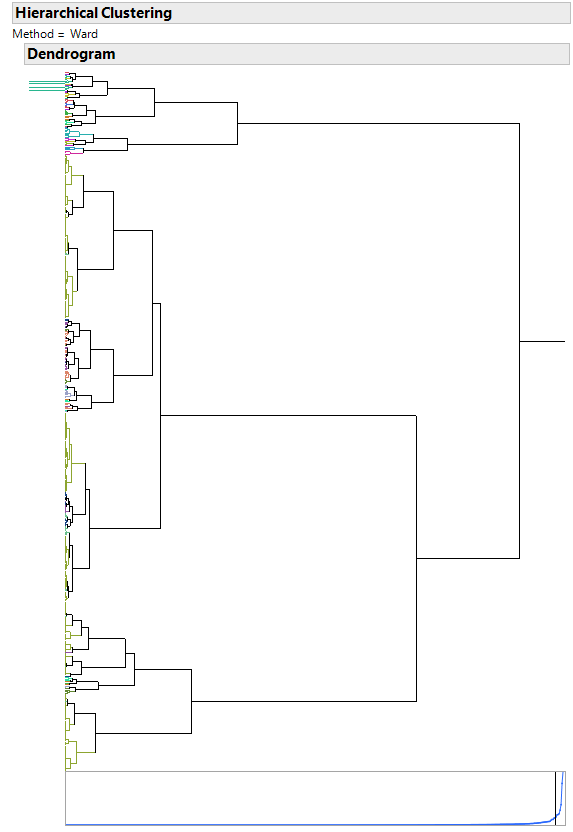 Hierarchical Clustering
Method = Ward
Dendrogram